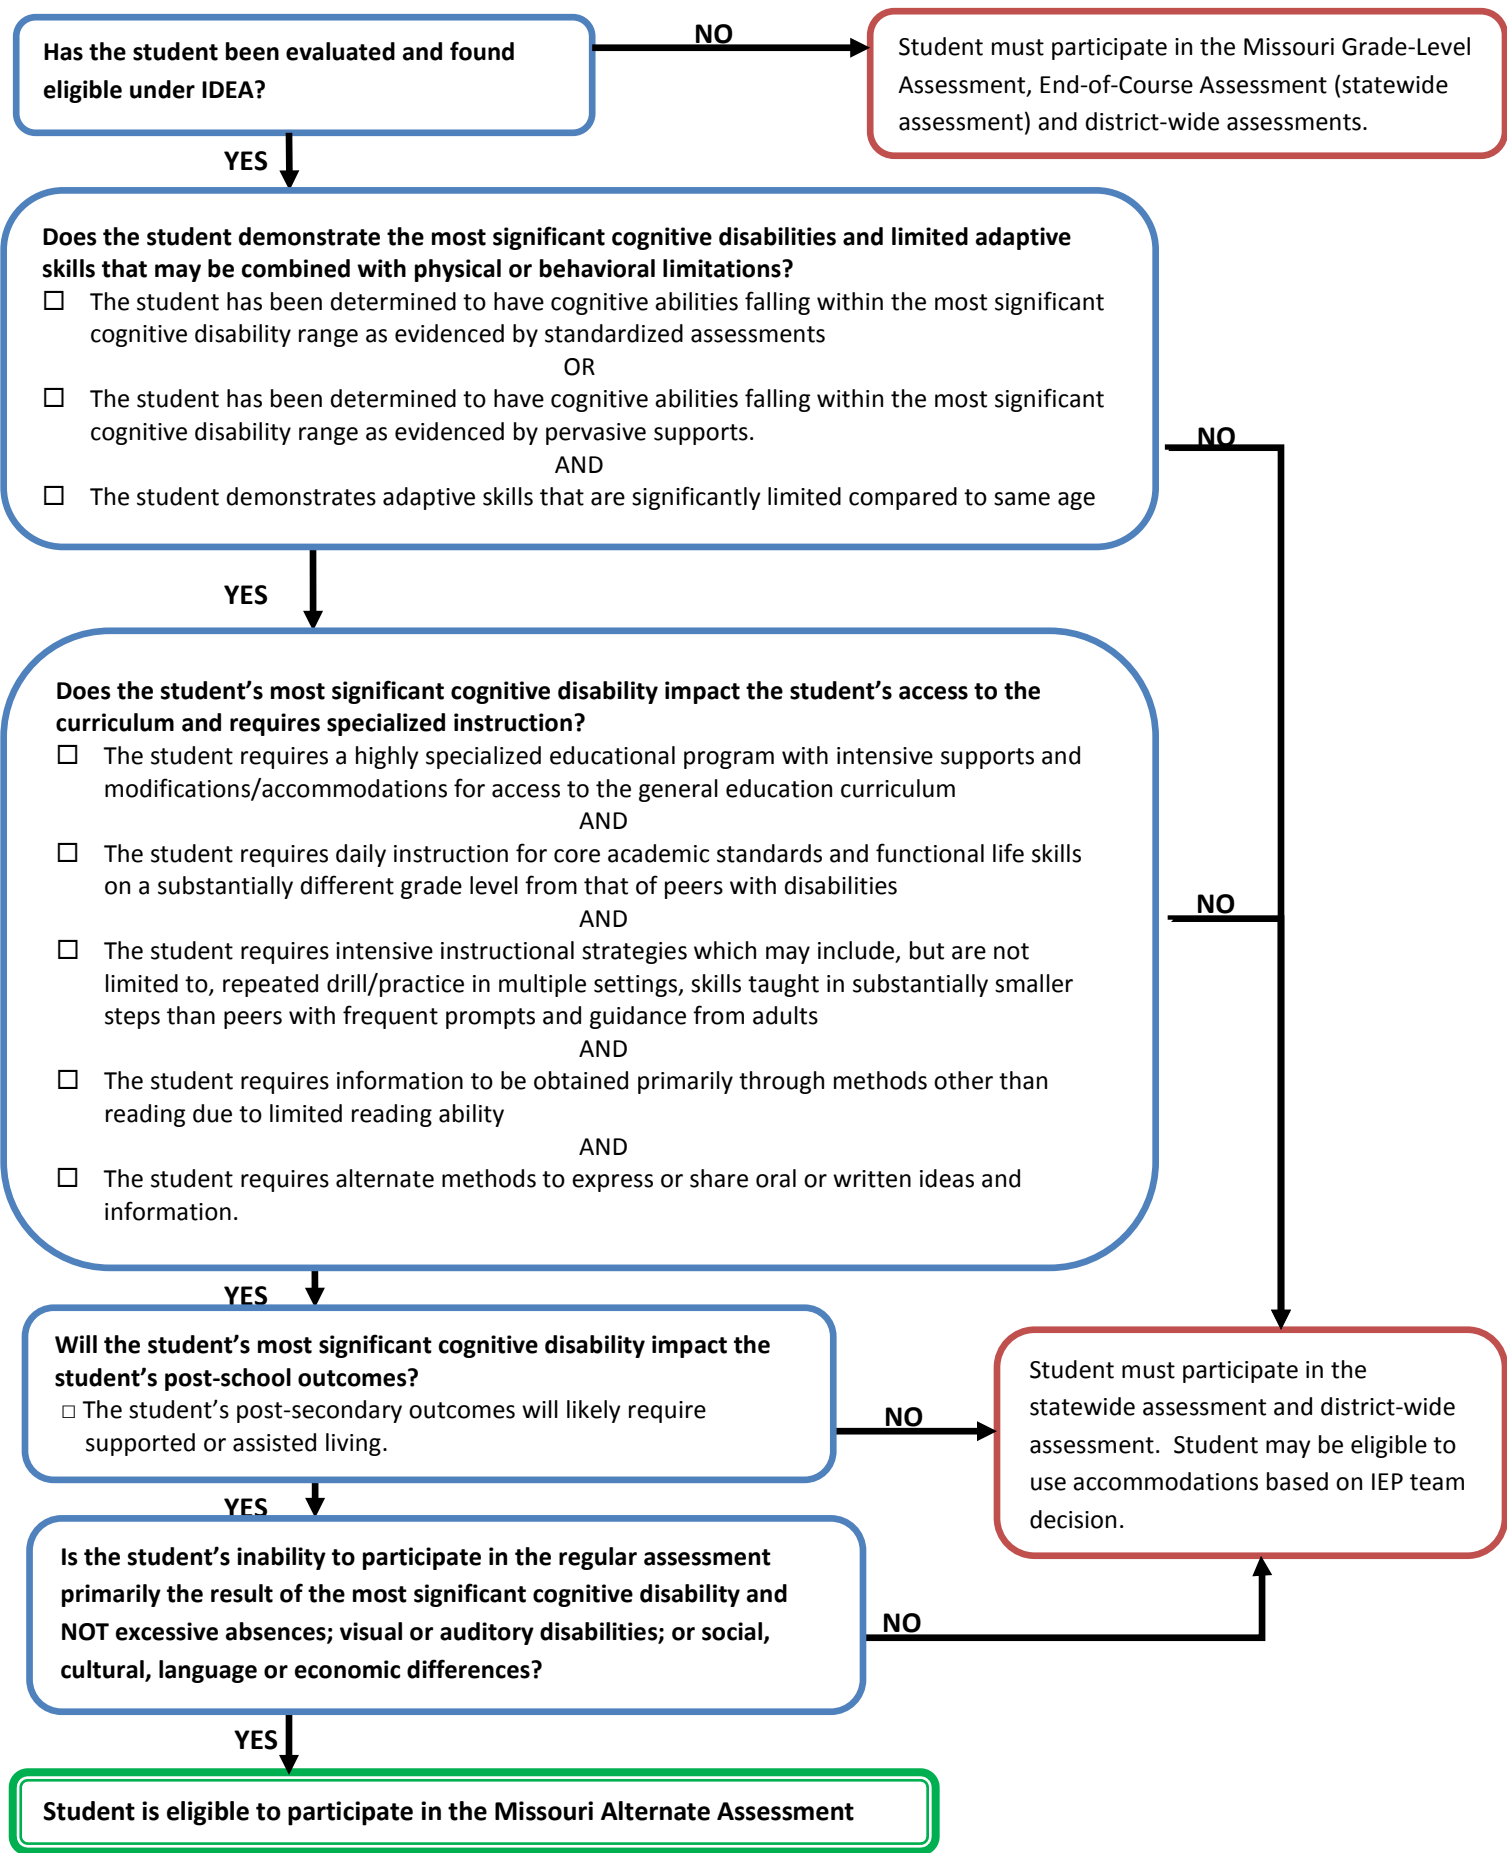 Has the student been evaluated and found
eligible under IDEA?
NO
Student must participate in the Missouri Grade-Level
Assessment, End-of-Course Assessment (statewide
assessment) and district-wide assessments.
YES
Does the student demonstrate the most significant cognitive disabilities and limited adaptive
skills that may be combined with physical or behavioral limitations?
☐ The student has been determined to have cognitive abilities falling within the most significant
cognitive disability range as evidenced by standardized assessments
OR
☐ The student has been determined to have cognitive abilities falling within the most significant
cognitive disability range as evidenced by pervasive supports.
AND
☐ The student demonstrates adaptive skills that are significantly limited compared to same age
NO
YES
Does the student’s most significant cognitive disability impact the student’s access to the
curriculum and requires specialized instruction?
☐ The student requires a highly specialized educational program with intensive supports and
modifications/accommodations for access to the general education curriculum
AND
☐ The student requires daily instruction for core academic standards and functional life skills
on a substantially different grade level from that of peers with disabilities
AND
☐ The student requires intensive instructional strategies which may include, but are not
limited to, repeated drill/practice in multiple settings, skills taught in substantially smaller
steps than peers with frequent prompts and guidance from adults
AND
☐ The student requires information to be obtained primarily through methods other than
reading due to limited reading ability
AND
☐ The student requires alternate methods to express or share oral or written ideas and
information.
NO
YES
Will the student’s most significant cognitive disability impact the
student’s post-school outcomes?
□ The student’s post-secondary outcomes will likely require
supported or assisted living.
NO
Student must participate in the
statewide assessment and district-wide
assessment. Student may be eligible to
use accommodations based on IEP team
decision.
YES
Is the student’s inability to participate in the regular assessment
primarily the result of the most significant cognitive disability and
NOT excessive absences; visual or auditory disabilities; or social,
cultural, language or economic differences?
NO
YES
Student is eligible to participate in the Missouri Alternate Assessment